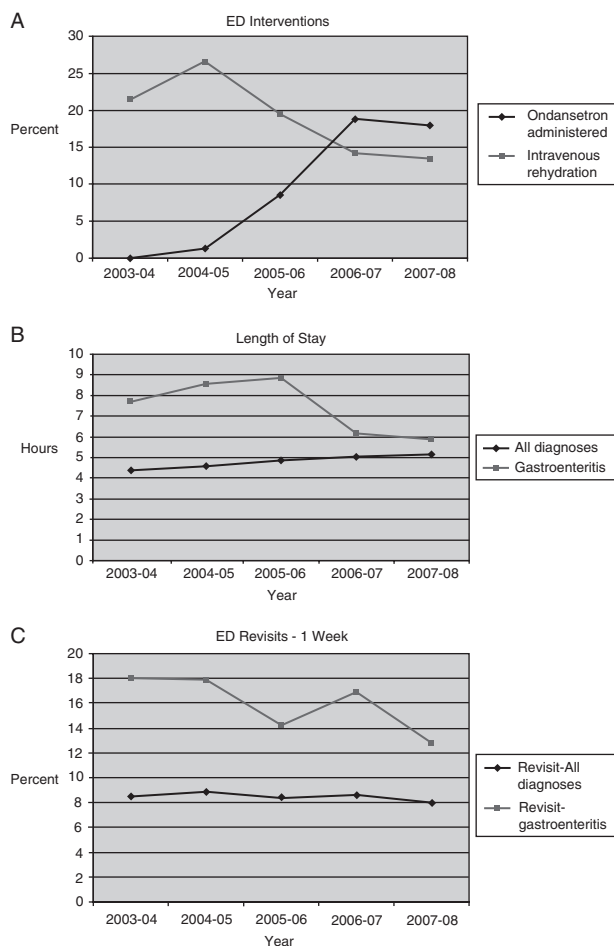 A
ED Interventions
30
25
20
15
10
5
0
Percent
2003-04 2004-05 2005-06 2006-07 2007-08
Year
Ondansetron
administered
Intravenous
rehydration
B
Length of Stay
10
9
8
7
6
5
4
3
2
1
0
Hours
2003-04 2004-05 2005-06 2006-07 2007-08
Year
All diagnoses
Gastroenteritis
C
ED Revisits - 1 Week
20
18
16
14
12
10
8
6
4
2
0
Percent
2003-04 2004-05 2005-06 2006-07 2007-08
Year
Revisit-All
diagnoses
Revisit-
gastroenteritis